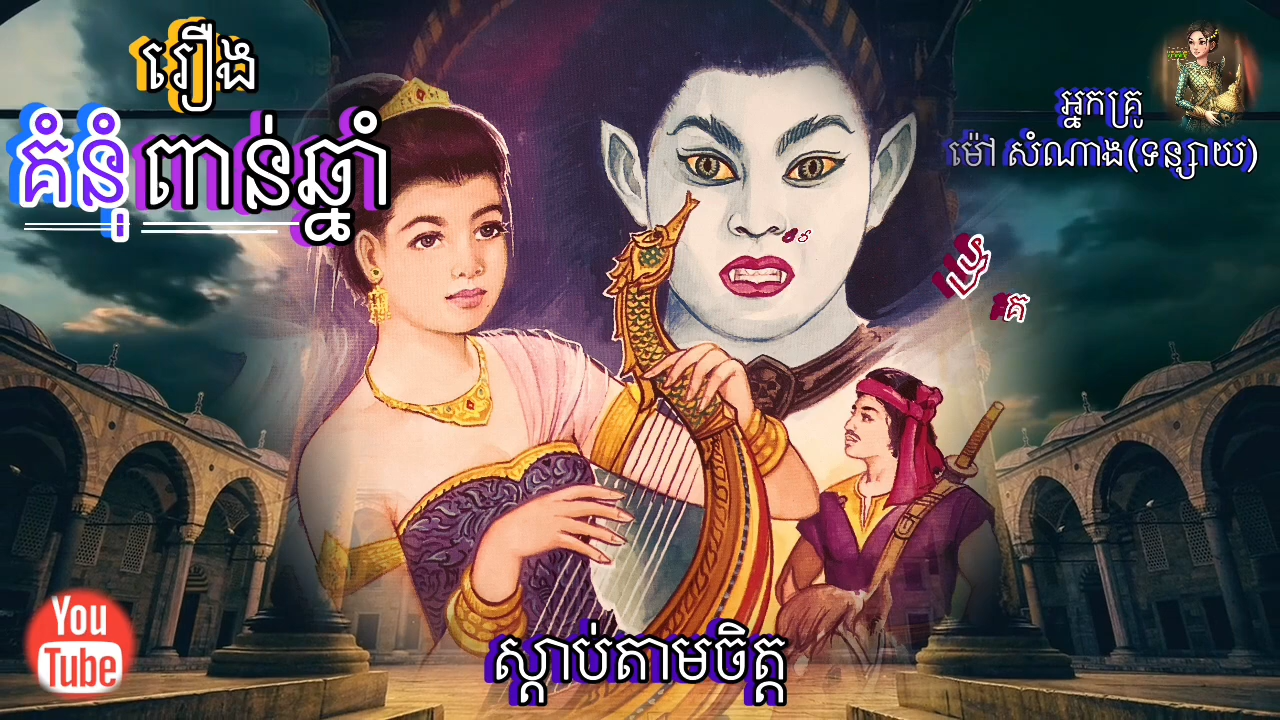 រឿង
គំនុំពាន់ឆ្នាំ
អ្នកគ្រូ
ម៉ៅ សំណាង(ទន្សាយ)
ស្តាប់តាមចិត្ត
You
Tube